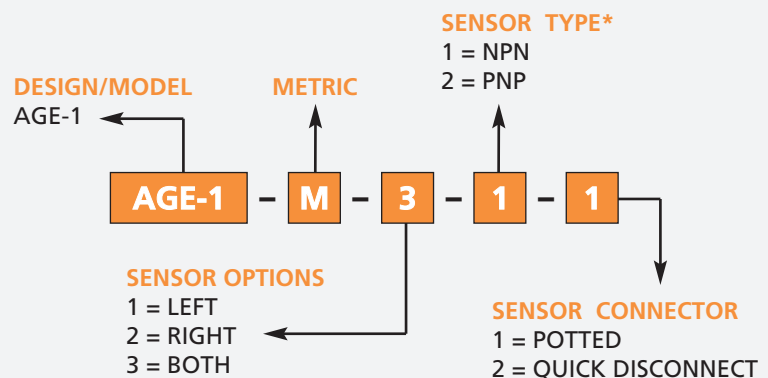 SENSOR TYPE*
1 = NPN
2 = PNP
DESIGN/MODEL
AGE-1
METRIC
AGE-1 - M - 3 - 1 - 1
SENSOR OPTIONS
1 = LEFT
2 = RIGHT
3 = BOTH
SENSOR CONNECTOR
1 = POTTED
2 = QUICK DISCONNECT